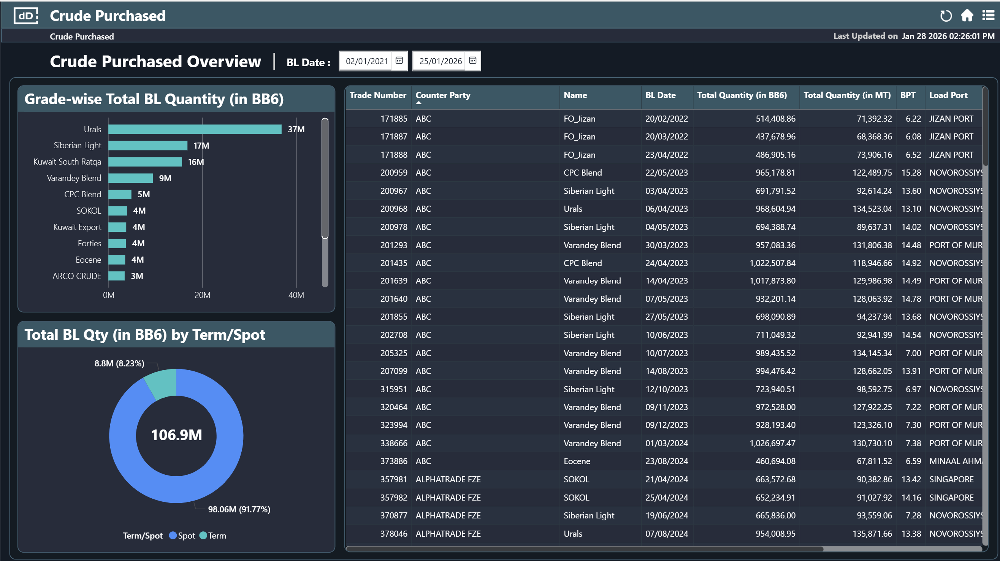 dD Crude Purchased
Crude Purchased Last Updated on Jan 28 2026 02:26:01 PM
Crude Purchased Overview BL Date : 02/01/2021 25/01/2026
Grade-wise Total BL Quantity (in BB6)
Urals 37M
Siberian Light 17M
Kuwait South Ratqa 16M
Varandey Blend 9M
CPC Blend 5M
SOKOL 4M
Kuwait Export 4M
Forties 4M
Eocene 4M
ARCO CRUDE 3M
0M 20M 40M
Total BL Qty (in BB6) by Term/Spot
8.8M (8.23%)
106.9M
98.06M (91.77%)
Term/Spot Spot Term
Trade Number Counter Party Name BL Date Total Quantity (in BB6) Total Quantity (in MT) BPT Load Port
171885 ABC FO_Jizan 20/02/2022 514,408.86 71,392.32 6.22 JIZAN PORT
171887 ABC FO_Jizan 20/03/2022 437,678.96 68,368.36 6.08 JIZAN PORT
171888 ABC FO_Jizan 23/04/2022 486,905.16 73,906.16 6.52 JIZAN PORT
200959 ABC CPC Blend 22/05/2023 965,178.81 122,489.75 15.28 NOVOROSSIYS
200967 ABC Siberian Light 03/04/2023 691,791.52 92,614.24 13.60 NOVOROSSIYS
200968 ABC Urals 06/04/2023 968,604.94 134,523.04 13.10 NOVOROSSIYS
200978 ABC Siberian Light 04/05/2023 694,388.74 89,637.31 14.02 NOVOROSSIYS
201293 ABC Varandey Blend 30/03/2023 957,083.36 131,806.38 14.48 PORT OF MUR
201435 ABC CPC Blend 24/04/2023 1,022,507.84 118,946.66 14.92 NOVOROSSIYS
201639 ABC Varandey Blend 14/04/2023 1,017,873.80 129,986.98 14.49 PORT OF MUR
201640 ABC Varandey Blend 07/05/2023 932,201.14 128,063.92 14.78 PORT OF MUR
201855 ABC Siberian Light 27/05/2023 698,090.89 94,237.94 13.68 NOVOROSSIYS
202708 ABC Siberian Light 10/06/2023 711,049.32 92,941.99 14.54 NOVOROSSIYS
205325 ABC Varandey Blend 10/07/2023 989,435.52 134,145.34 7.00 PORT OF MUR
207099 ABC Varandey Blend 14/08/2023 994,476.42 128,662.05 13.91 PORT OF MUR
315951 ABC Siberian Light 12/10/2023 723,940.51 98,592.75 6.97 NOVOROSSIYS
320464 ABC Varandey Blend 09/11/2023 972,528.00 127,922.25 7.22 PORT OF MUR
323994 ABC Varandey Blend 09/12/2023 928,193.40 123,326.10 7.30 PORT OF MUR
338666 ABC Varandey Blend 01/03/2024 1,026,697.47 130,730.10 7.38 PORT OF MUR
373886 ABC Eocene 23/08/2024 460,694.08 67,811.52 6.59 MINAAL AHMA
357981 ALPHATRADE FZE SOKOL 21/04/2024 663,572.68 90,382.86 13.42 SINGAPORE
357982 ALPHATRADE FZE SOKOL 25/04/2024 652,234.91 91,027.92 14.16 SINGAPORE
370877 ALPHATRADE FZE Siberian Light 19/06/2024 665,836.00 93,559.06 7.28 NOVOROSSIYS
378046 ALPHATRADE FZE Urals 07/08/2024 954,008.95 135,871.66 13.38 NOVOROSSIYS